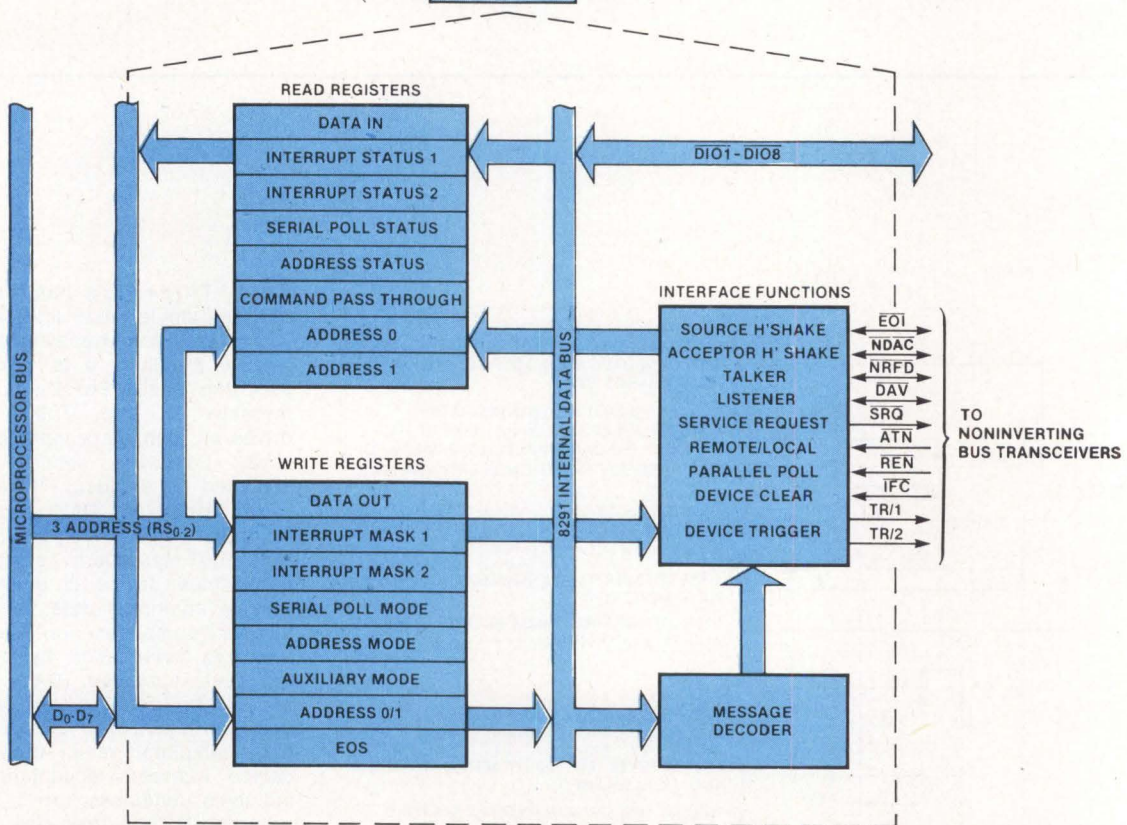 READ REGISTERS
DATA IN
INTERRUPT STATUS 1
INTERRUPT STATUS 2
SERIAL POLL STATUS
ADDRESS STATUS
COMMAND PASS THROUGH
ADDRESS 0
ADDRESS 1
MICROPROCESSOR BUS
3 ADDRESS (RS0-2)
D0-D7
WRITE REGISTERS
DATA OUT
INTERRUPT MASK 1
INTERRUPT MASK 2
SERIAL POLL MODE
ADDRESS MODE
AUXILIARY MODE
ADDRESS 0/1
EOS
8291 INTERNAL DATA BUS
DIO1-DIO8
INTERFACE FUNCTIONS
SOURCE H'SHAKE
ACCEPTOR H' SHAKE
TALKER
LISTENER
SERVICE REQUEST
REMOTE/LOCAL
PARALLEL POLL
DEVICE CLEAR
DEVICE TRIGGER
EOI
NDAC
NRFD
DAV
SRQ
ATN
REN
IFC
TR/1
TR/2
TO
NONINVERTING
BUS TRANSCEIVERS
MESSAGE
DECODER